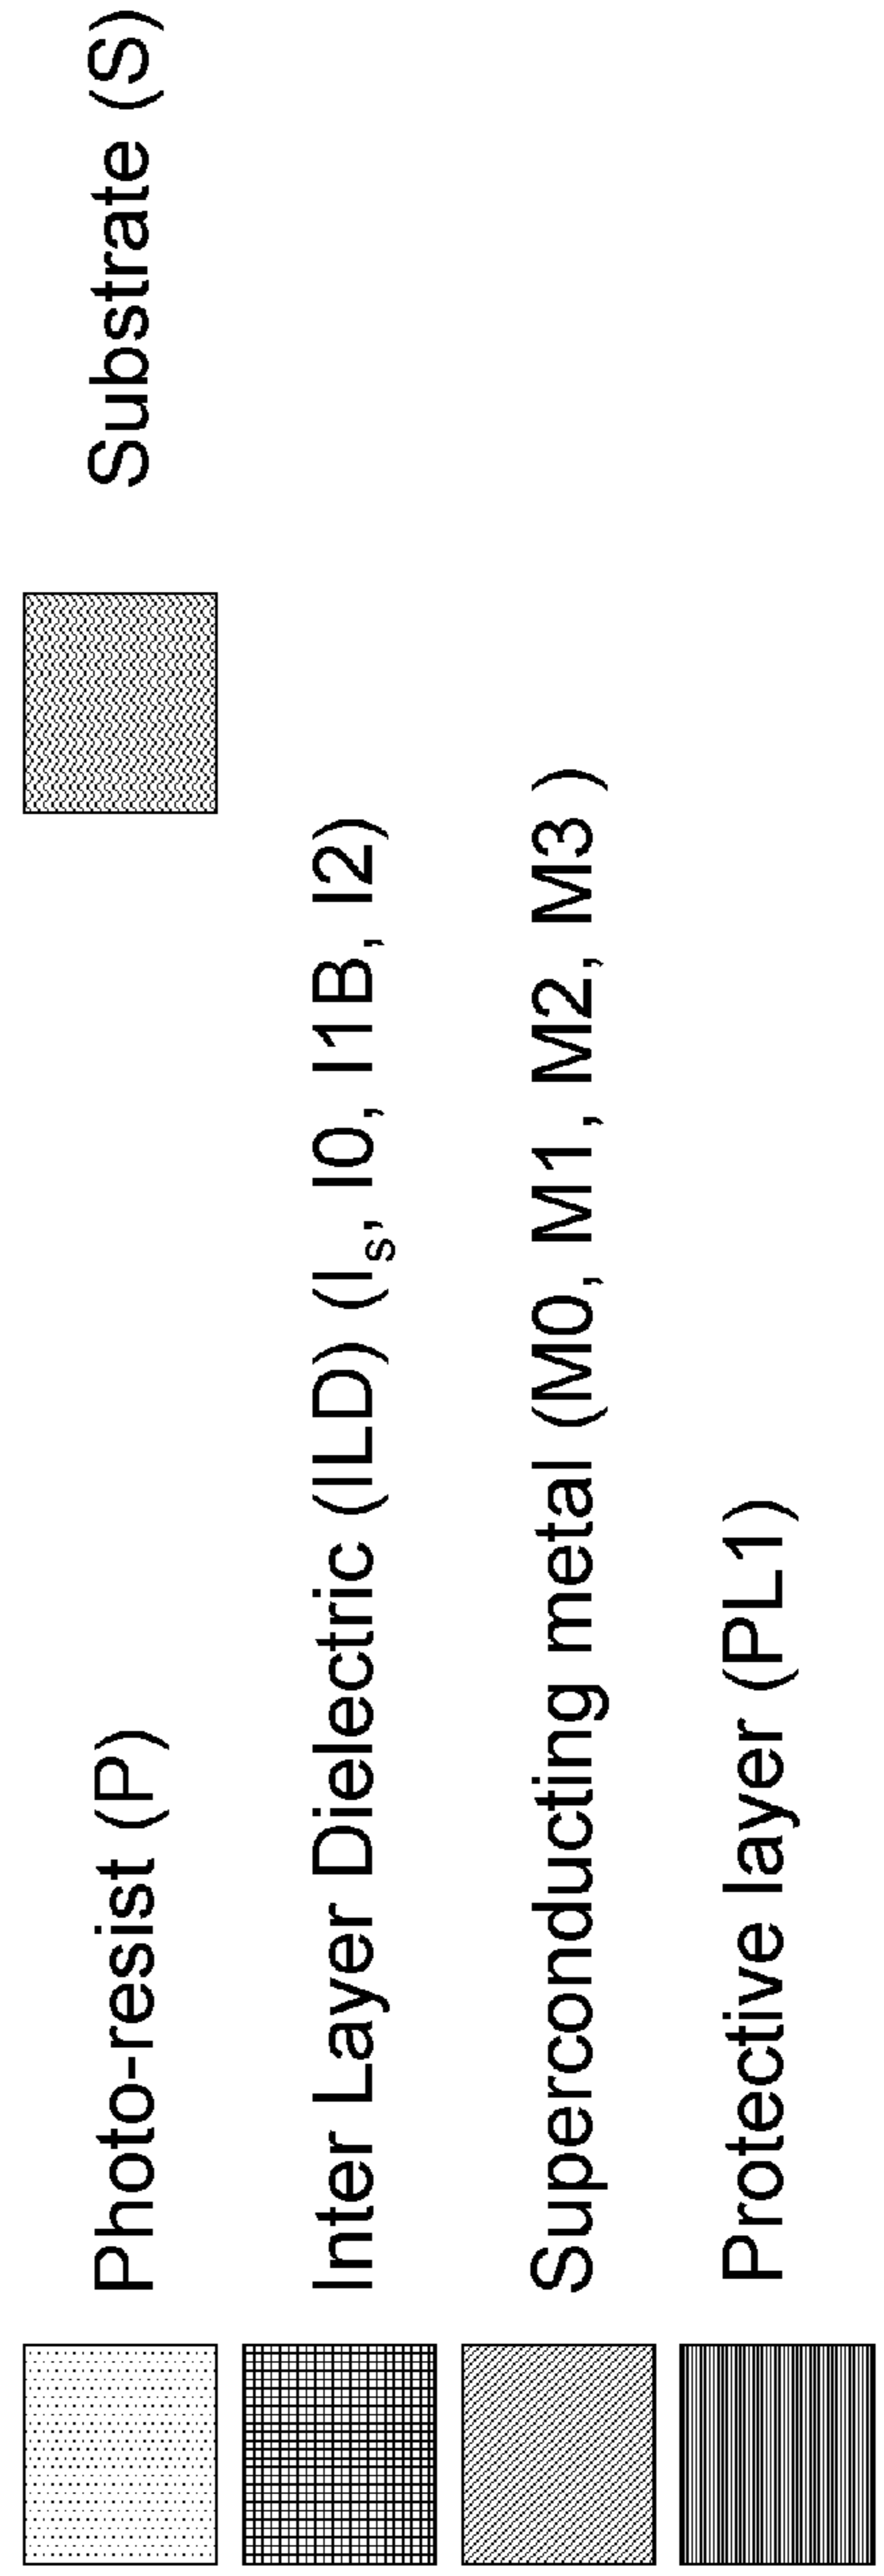 Photo-resist (P)
Substrate (S)
Inter Layer Dielectric (ILD) (Is, I0, I1B, I2)
Superconducting metal (M0, M1, M2, M3 )
Protective layer (PL1)